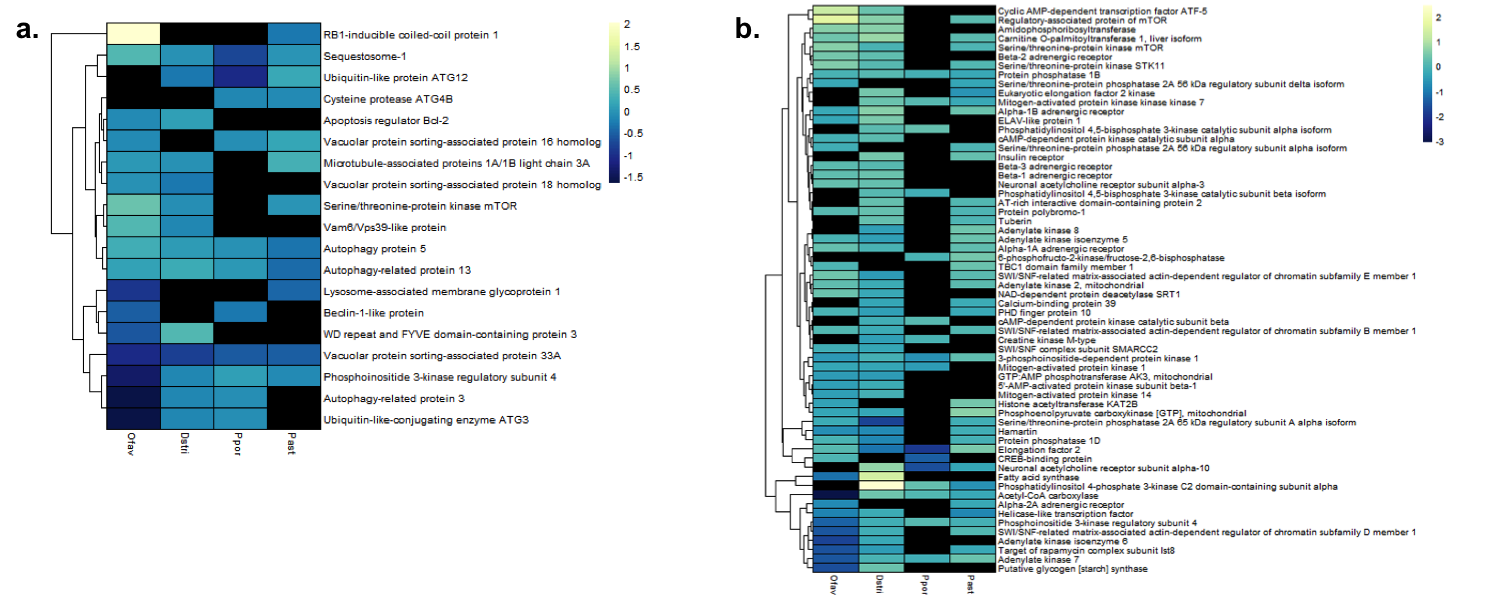 a.
RB1-inducible coiled-coil protein 1
Sequestosome-1
Ubiquitin-like protein ATG12
Cysteine protease ATG4B
Apoptosis regulator Bcl-2
Vacuolar protein sorting-associated protein 16 homolog
Microtubule-associated proteins 1A/1B light chain 3A
Vacuolar protein sorting-associated protein 18 homolog
Serine/threonine-protein kinase mTOR
Vam6/Vps39-like protein
Autophagy protein 5
Autophagy-related protein 13
Lysosome-associated membrane glycoprotein 1
Beclin-1-like protein
WD repeat and FYVE domain-containing protein 3
Vacuolar protein sorting-associated protein 33A
Phosphoinositide 3-kinase regulatory subunit 4
Autophagy-related protein 3
Ubiquitin-like-conjugating enzyme ATG3
Ofav
Dstri
Ppor
Past
2
1.5
1
0.5
0
-0.5
-1
-1.5
b.
Cyclic AMP-dependent transcription factor ATF-5
Regulatory-associated protein of mTOR
Amidophosphoribosyltransferase
Carnitine O-palmitoyltransferase 1, liver isoform
Serine/threonine-protein kinase mTOR
Beta-2 adrenergic receptor
Serine/threonine-protein kinase STK11
Protein phosphatase 1B
Serine/threonine-protein phosphatase 2A 56 kDa regulatory subunit delta isoform
Eukaryotic elongation factor 2 kinase
Mitogen-activated protein kinase kinase kinase 7
Alpha-1B adrenergic receptor
ELAV-like protein 1
Phosphatidylinositol 4,5-bisphosphate 3-kinase catalytic subunit alpha isoform
cAMP-dependent protein kinase catalytic subunit alpha
Serine/threonine-protein phosphatase 2A 56 kDa regulatory subunit alpha isoform
Insulin receptor
Beta-3 adrenergic receptor
Beta-1 adrenergic receptor
Neuronal acetylcholine receptor subunit alpha-3
Phosphatidylinositol 4,5-bisphosphate 3-kinase catalytic subunit beta isoform
AT-rich interactive domain-containing protein 2
Protein polybromo-1
Tuberin
Adenylate kinase 8
Adenylate kinase isoenzyme 5
Alpha-1A adrenergic receptor
6-phosphofructo-2-kinase/fructose-2,6-bisphosphatase
TBC1 domain family member 1
SWI/SNF-related matrix-associated actin-dependent regulator of chromatin subfamily E member 1
Adenylate kinase 2, mitochondrial
NAD-dependent protein deacetylase SRT1
Calcium-binding protein 39
PHD finger protein 10
cAMP-dependent protein kinase catalytic subunit beta
SWI/SNF-related matrix-associated actin-dependent regulator of chromatin subfamily B member 1
Creatine kinase M-type
SWI/SNF complex subunit SMARCC2
3-phosphoinositide-dependent protein kinase 1
Mitogen-activated protein kinase 1
GTP:AMP phosphotransferase AK3, mitochondrial
5'-AMP-activated protein kinase subunit beta-1
Mitogen-activated protein kinase 14
Histone acetyltransferase KAT2B
Phosphoenolpyruvate carboxykinase [GTP], mitochondrial
Serine/threonine-protein phosphatase 2A 65 kDa regulatory subunit A alpha isoform
Hamartin
Protein phosphatase 1D
Elongation factor 2
CREB-binding protein
Neuronal acetylcholine receptor subunit alpha-10
Fatty acid synthase
Phosphatidylinositol 4-phosphate 3-kinase C2 domain-containing subunit alpha
Acetyl-CoA carboxylase
Alpha-2A adrenergic receptor
Helicase-like transcription factor
Phosphoinositide 3-kinase regulatory subunit 4
SWI/SNF-related matrix-associated actin-dependent regulator of chromatin subfamily D member 1
Adenylate kinase isoenzyme 6
Target of rapamycin complex subunit lst8
Adenylate kinase 7
Putative glycogen [starch] synthase
Ofav
Dstri
Ppor
Past
2
1
0
-1
-2
-3